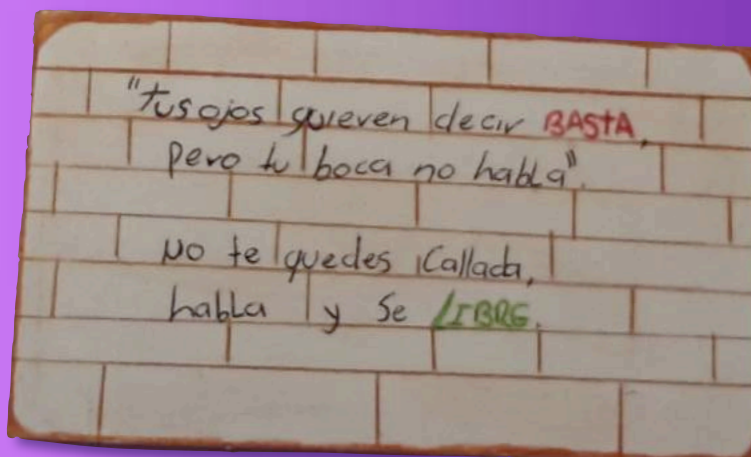 "Tus ojos quieren decir BASTA,
pero tu boca no habla".
No te quedes callada,
habla y se LIBRE.